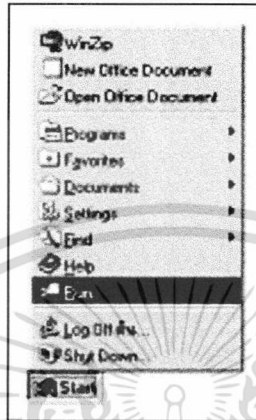 WinZip
New Office Document
Open Office Document
Programs
Favorites
Documents
Settings
Find
Help
Run...
Log Off
Shut Down...
Start